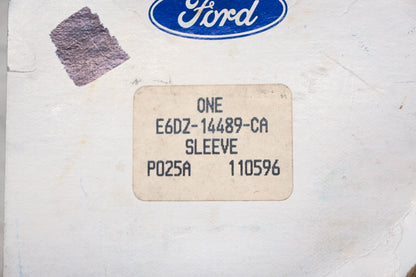 Ford
ONE
E6DZ-14489-CA
SLEEVE
P025A 110596